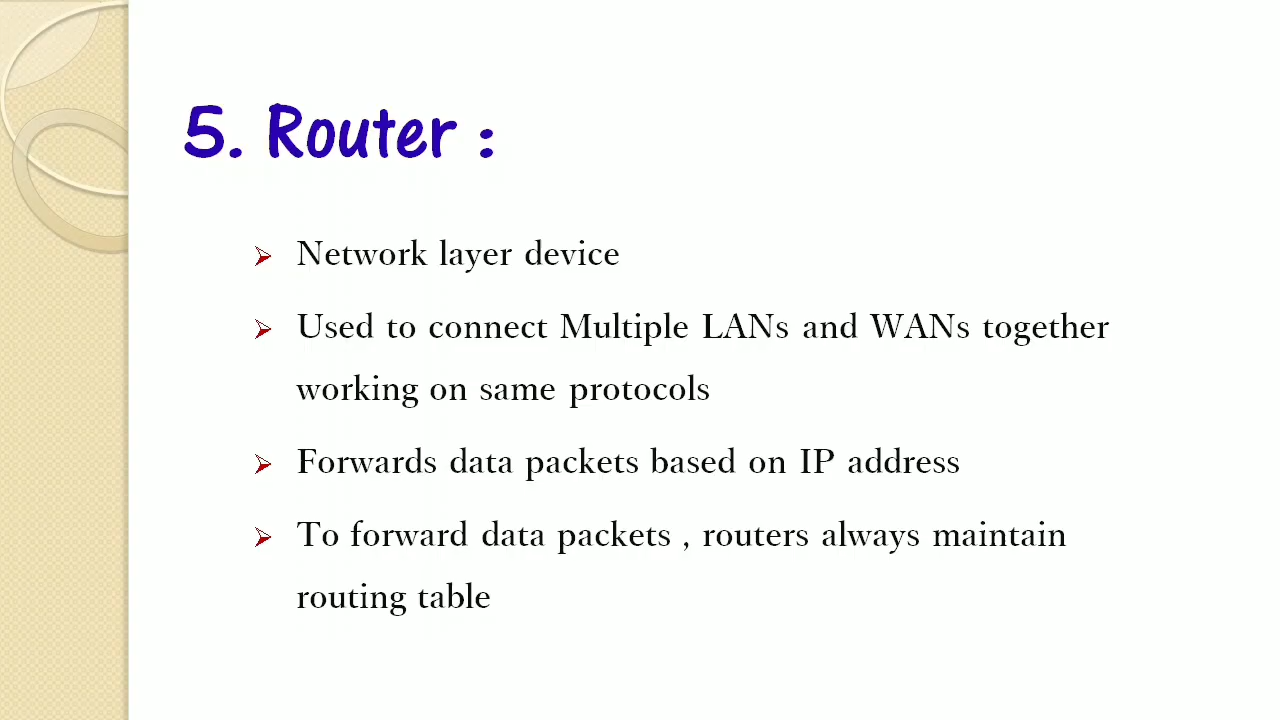 5. Router :
Network layer device
Used to connect Multiple LANs and WANs together
working on same protocols
Forwards data packets based on IP address
To forward data packets , routers always maintain
routing table